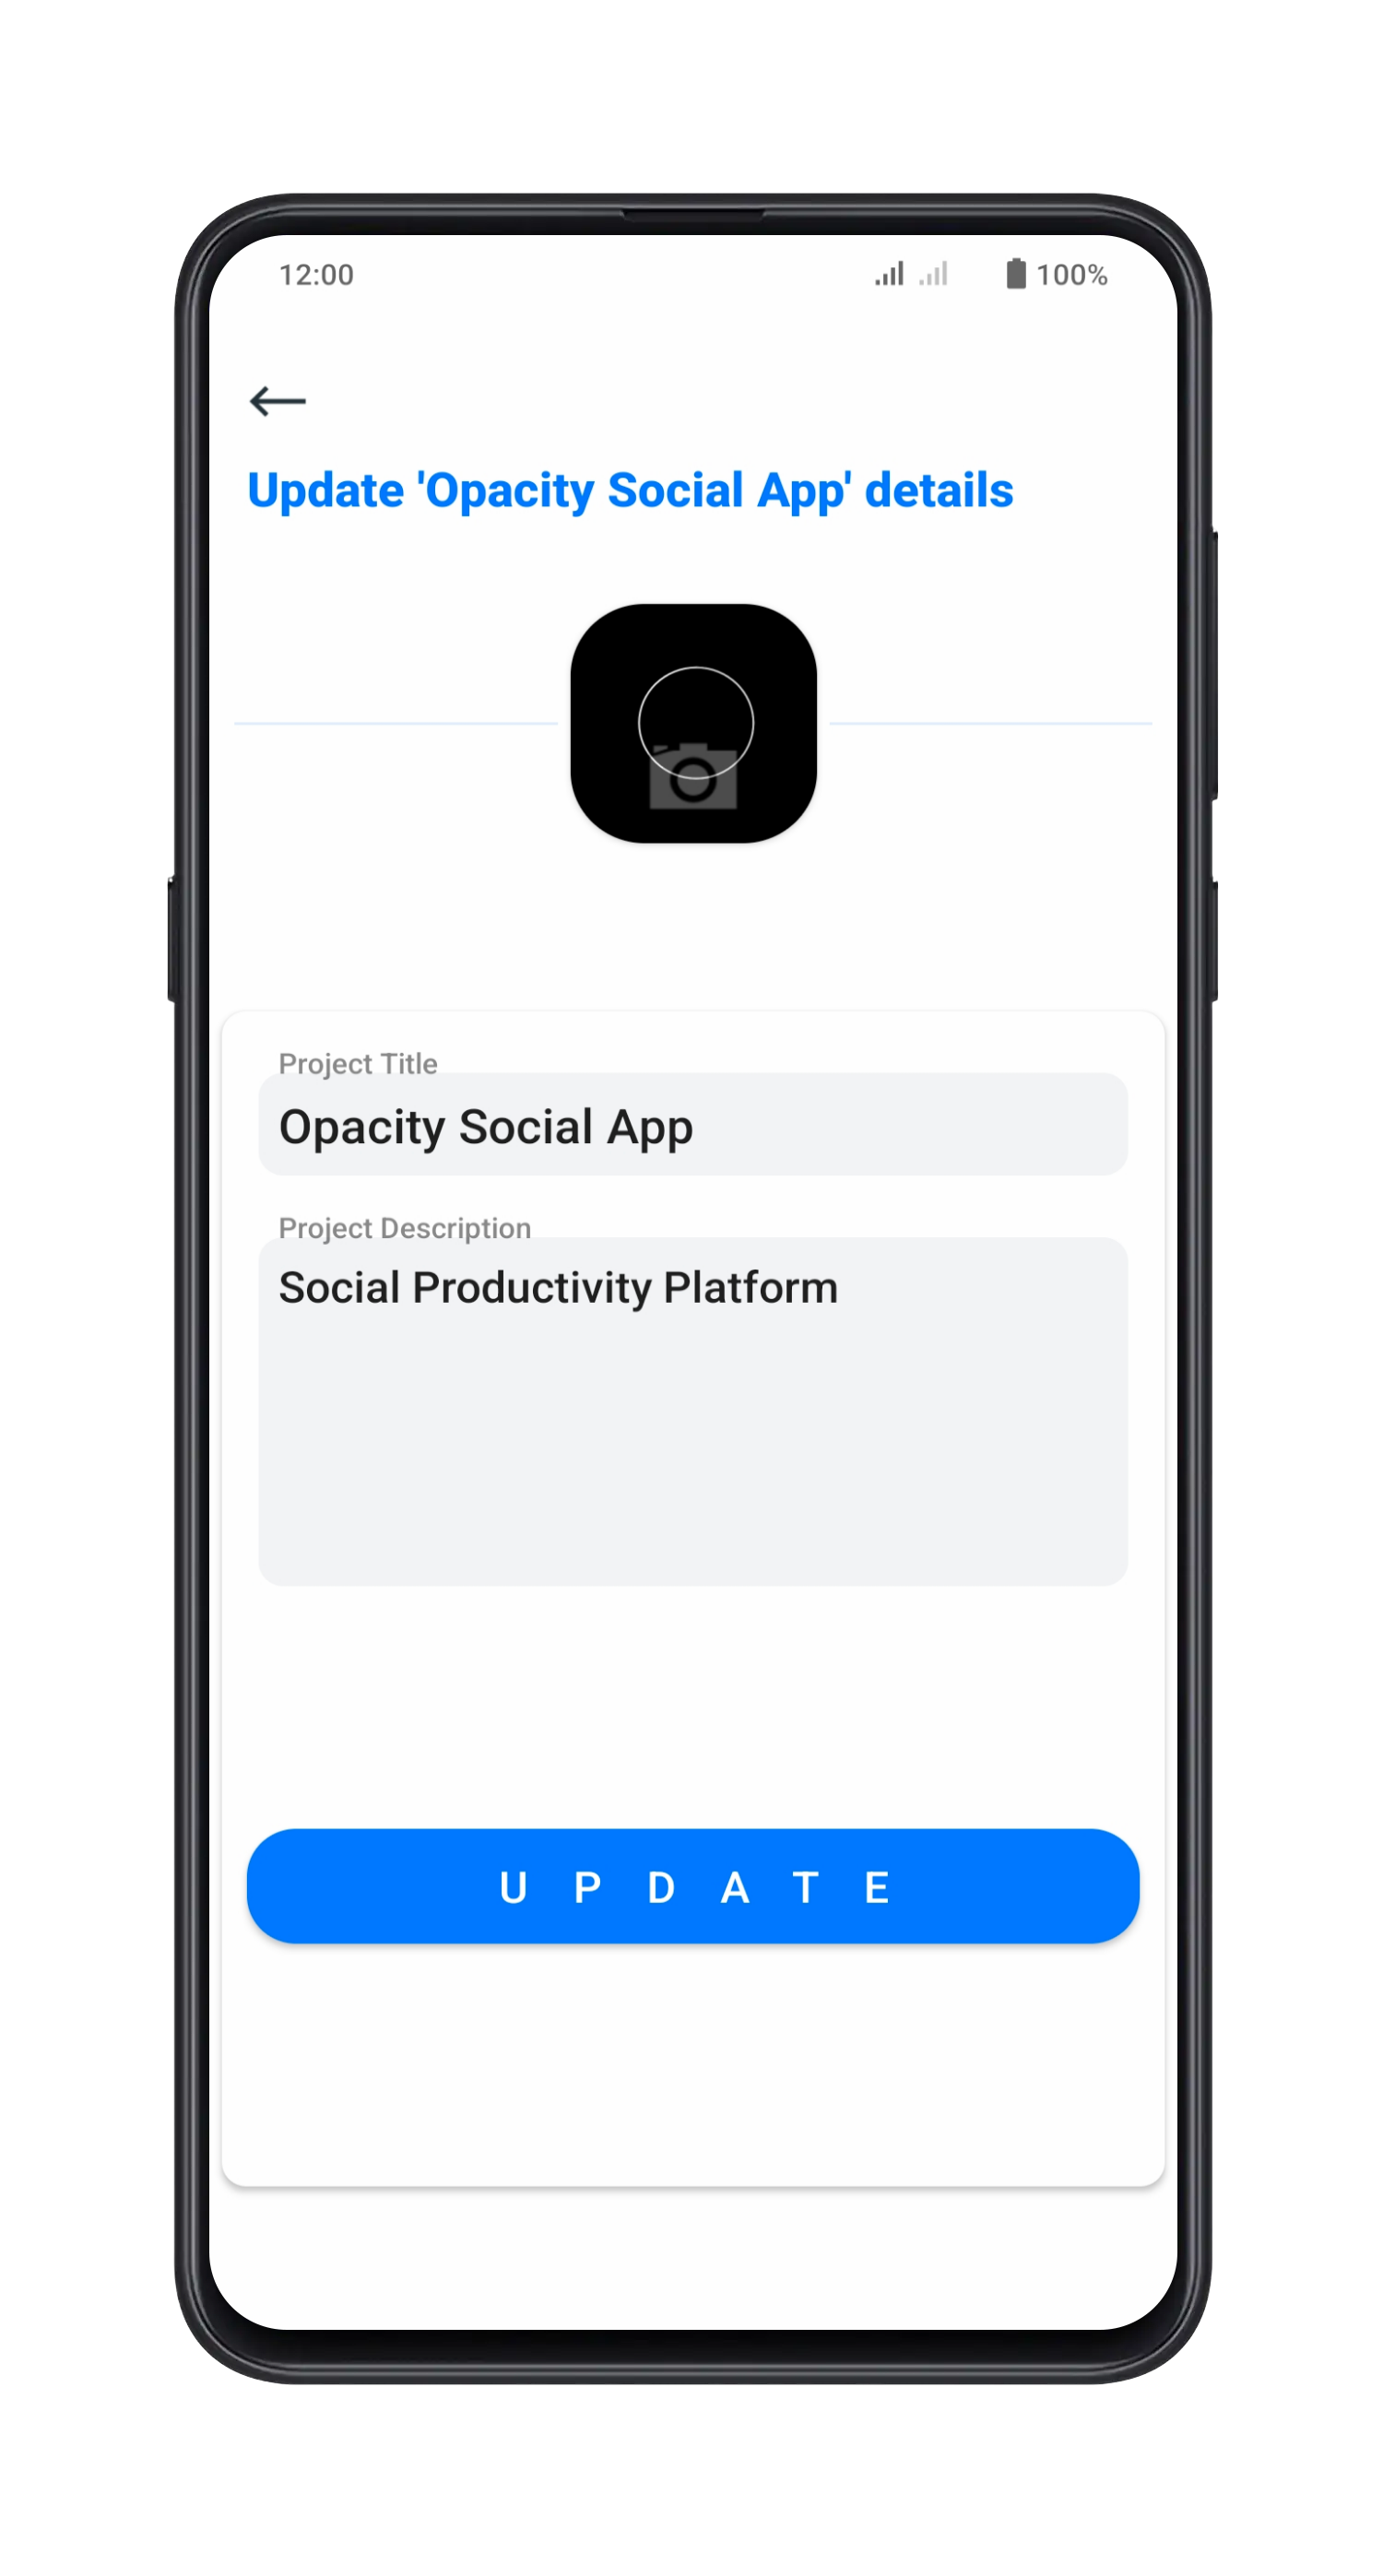 12:00 100%
Update 'Opacity Social App' details
Project Title
Opacity Social App
Project Description
Social Productivity Platform
U P D A T E